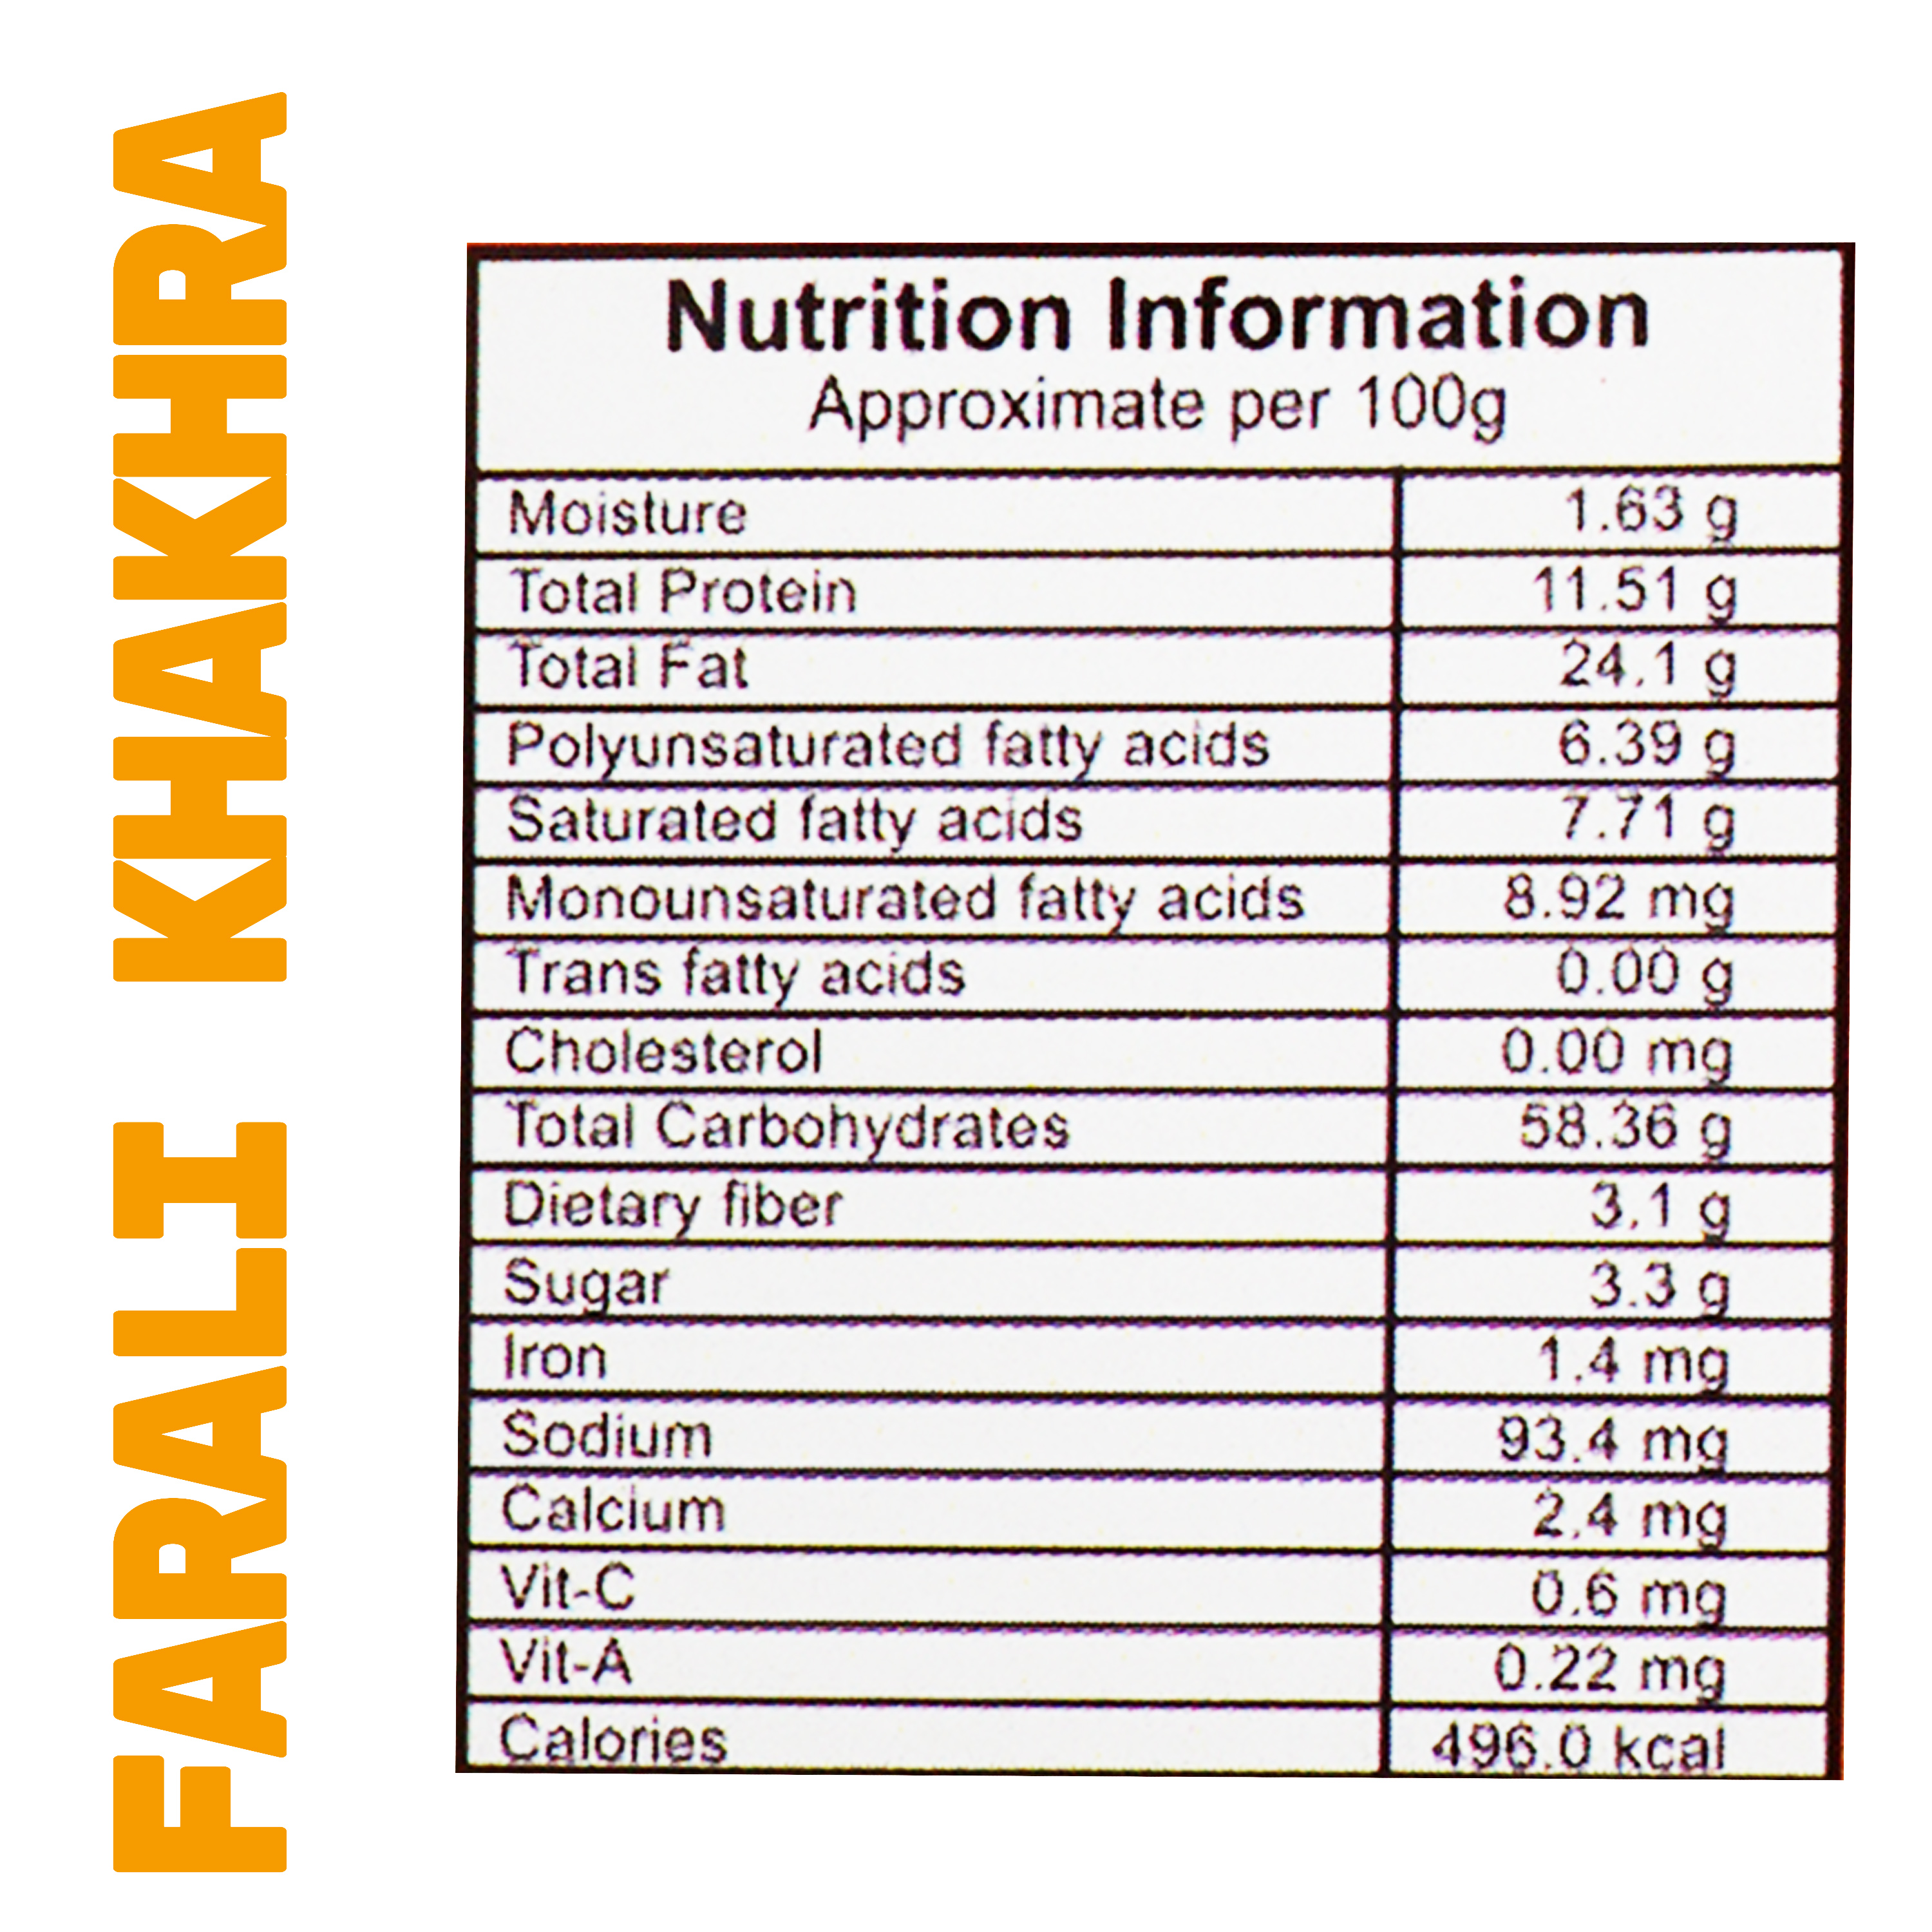 FARALI KHAKHRA
Nutrition Information
Approximate per 100g
Moisture 1.63 g
Total Protein 11.51 g
Total Fat 24.1 g
Polyunsaturated fatty acids 6.39 g
Saturated fatty acids 7.71 g
Monounsaturated fatty acids 8.92 mg
Trans fatty acids 0.00 g
Cholesterol 0.00 mg
Total Carbohydrates 58.36 g
Dietary fiber 3.1 g
Sugar 3.3 g
Iron 1.4 mg
Sodium 93.4 mg
Calcium 2.4 mg
Vit-C 0.6 mg
Vit-A 0.22 mg
Calories 496.0 kcal